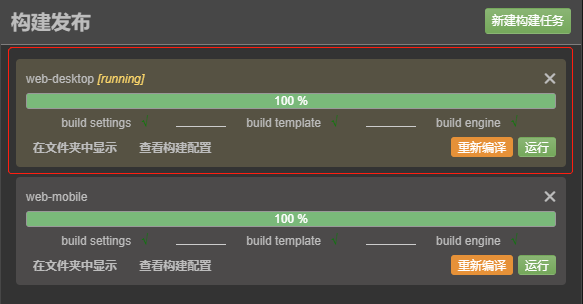 构建发布
新建构建任务
web-desktop [running]
100 %
build settings build template build engine
在文件夹中显示 查看构建配置 重新编译 运行
web-mobile
100 %
build settings build template build engine
在文件夹中显示 查看构建配置 重新编译 运行